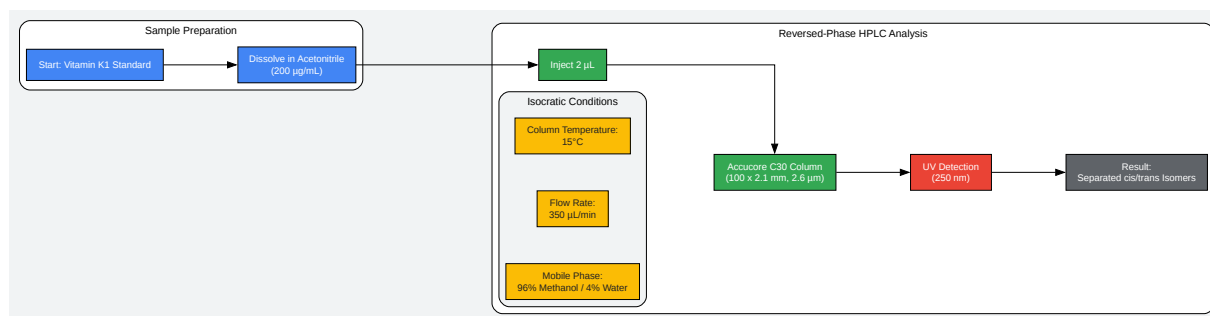 Sample Preparation
Start: Vitamin K1 Standard
Dissolve in Acetonitrile
(200 µg/mL)
Reversed-Phase HPLC Analysis
Inject 2 µL
Isocratic Conditions
Column Temperature:
15°C
Flow Rate:
350 µL/min
Mobile Phase:
96% Methanol / 4% Water
Accucore C30 Column
(100 x 2.1 mm, 2.6 µm)
UV Detection
(250 nm)
Result:
Separated cis/trans Isomers